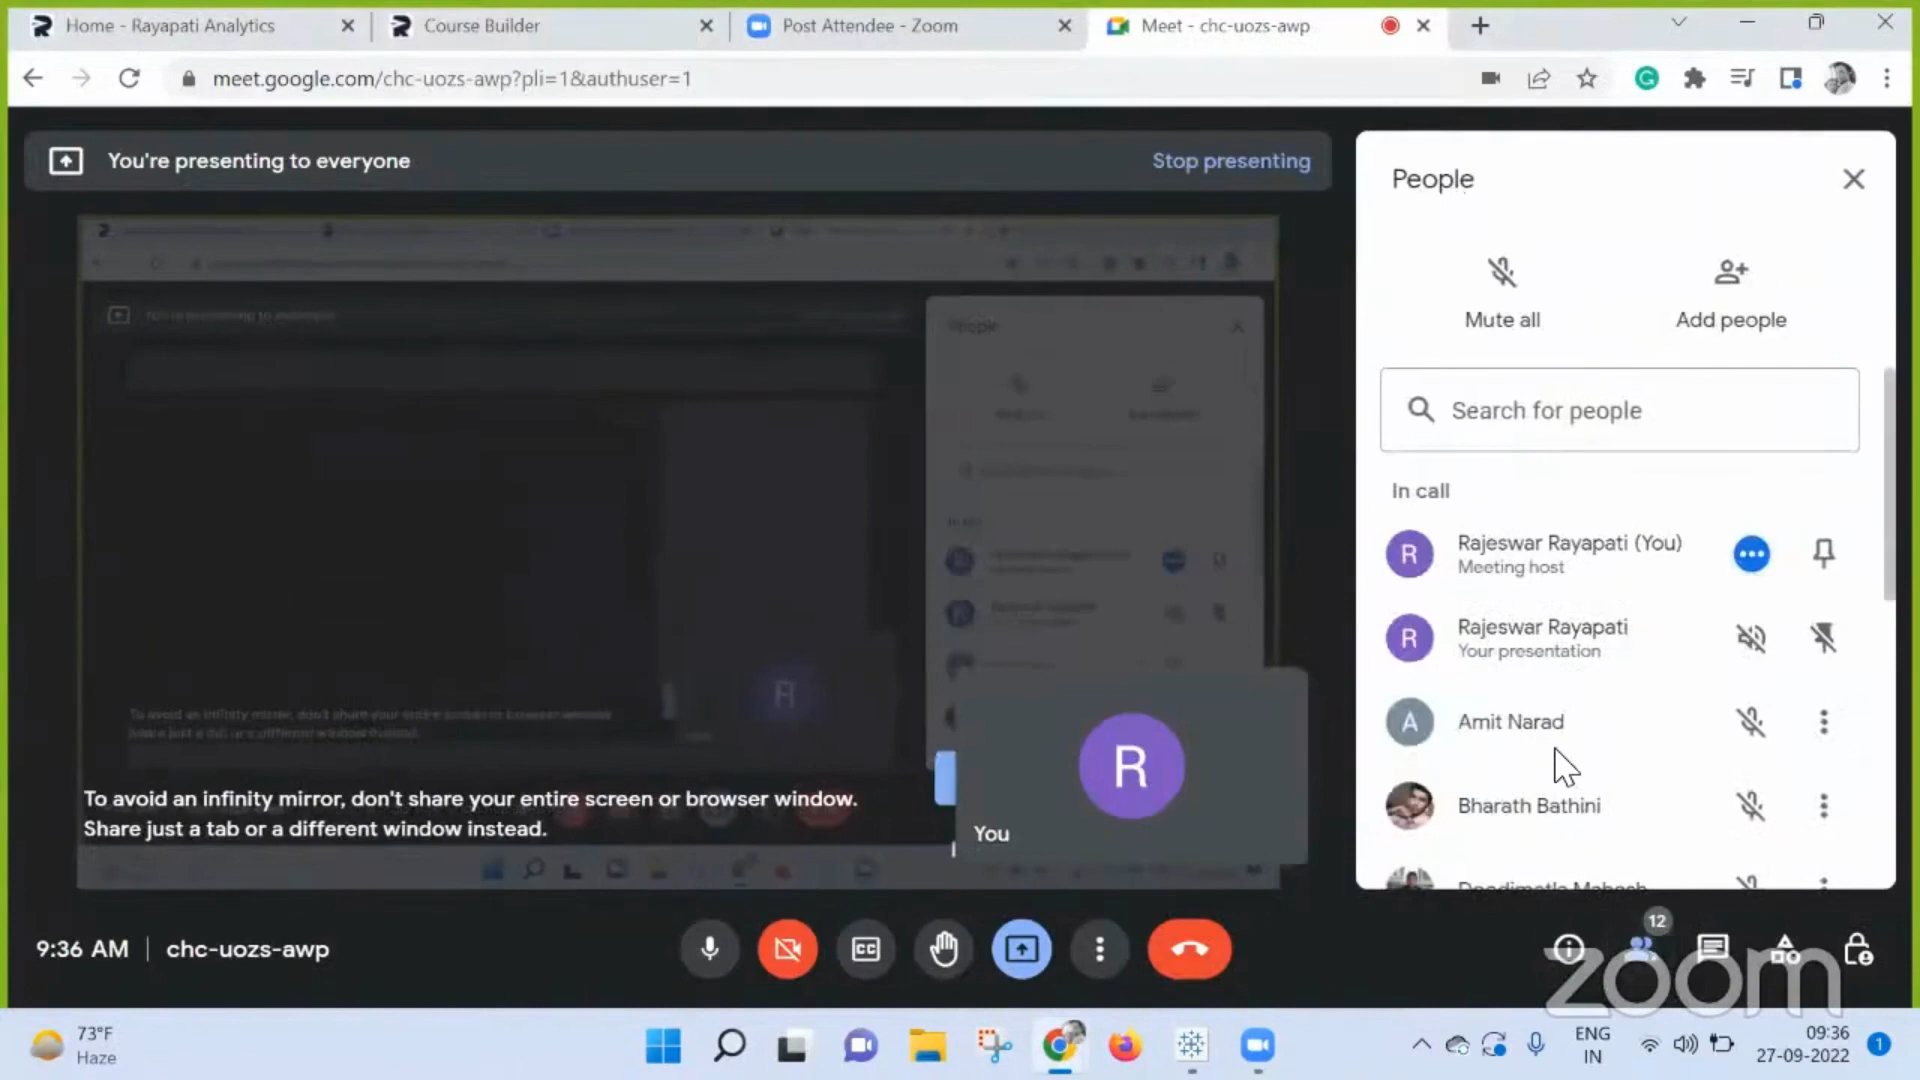 Home - Rayapati Analytics
Course Builder
Post Attendee - Zoom
Meet - chc-uozs-awp
meet.google.com/chc-uozs-awp?pli=1&authuser=1
You're presenting to everyone
Stop presenting
People
Mute all
Add people
Search for people
In call
R
Rajeswar Rayapati (You)
Meeting host
R
Rajeswar Rayapati
Your presentation
A
Amit Narad
Bharath Bathini
To avoid an infinity mirror, don't share your entire screen or browser window.
Share just a tab or a different window instead.
R
You
9:36 AM
chc-uozs-awp
CC
12
zoom
73°F
Haze
ENG
IN
09:36
27-09-2022
1